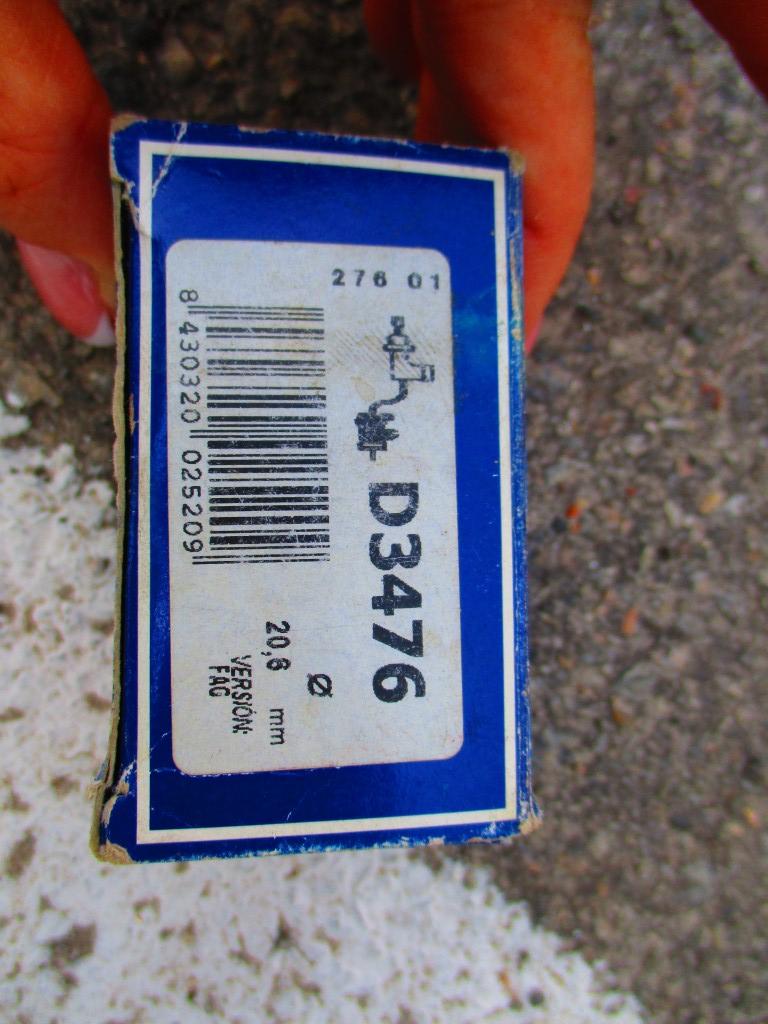 276 01
D3476
8 430320 025209
Ø
20,6 mm
VERSIÓN:
FAG